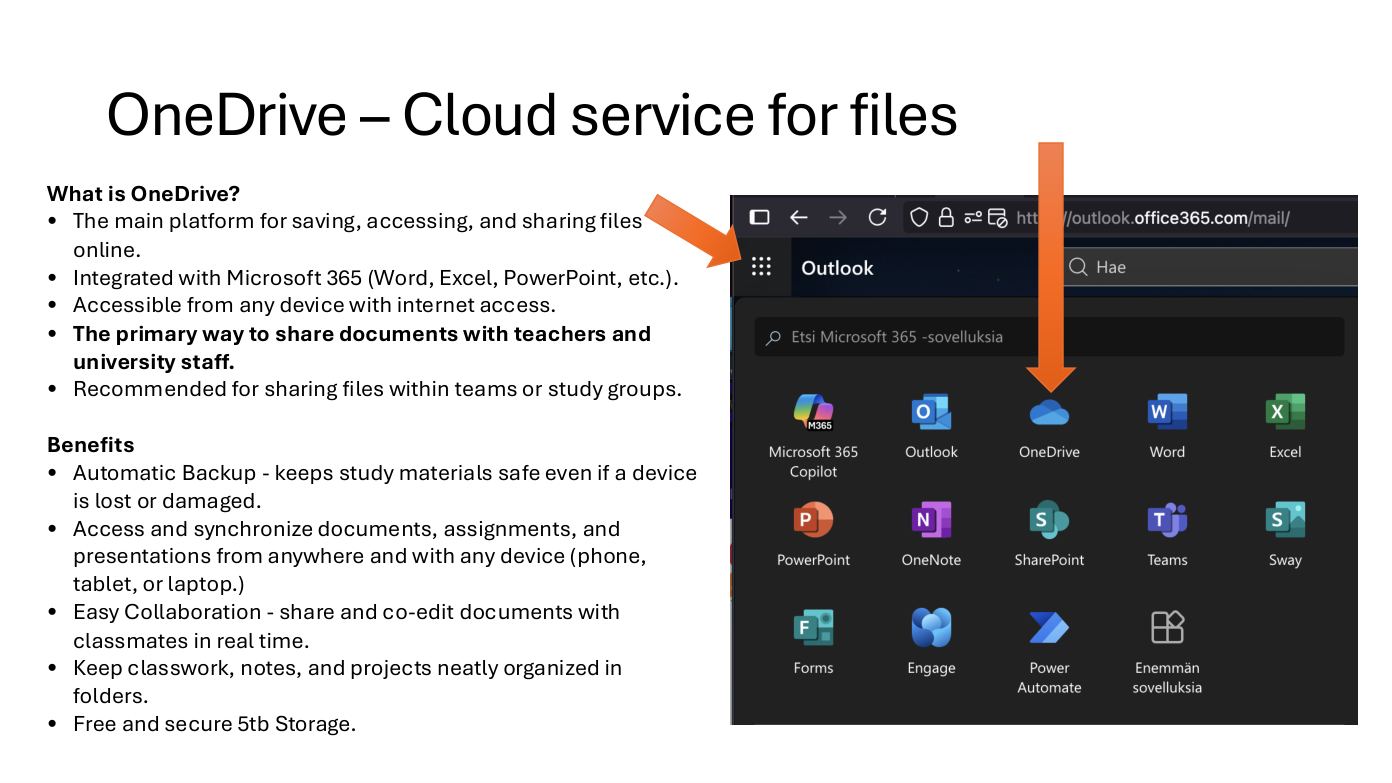 OneDrive – Cloud service for files
What is OneDrive?
• The main platform for saving, accessing, and sharing files
online.
• Integrated with Microsoft 365 (Word, Excel, PowerPoint, etc.).
• Accessible from any device with internet access.
• The primary way to share documents with teachers and
university staff.
• Recommended for sharing files within teams or study groups.
Benefits
• Automatic Backup - keeps study materials safe even if a device
is lost or damaged.
• Access and synchronize documents, assignments, and
presentations from anywhere and with any device (phone,
tablet, or laptop.)
• Easy Collaboration - share and co-edit documents with
classmates in real time.
• Keep classwork, notes, and projects neatly organized in
folders.
• Free and secure 5tb Storage.
htt //outlook.office365.com/mail/
Outlook
Hae
Etsi Microsoft 365 -sovelluksia
M365
O
W
X
Microsoft 365
Copilot
Outlook
OneDrive
Word
Excel
P
N
S
T
S
PowerPoint
OneNote
SharePoint
Teams
Sway
F
Forms
Engage
Power
Automate
Enemmän
sovelluksia